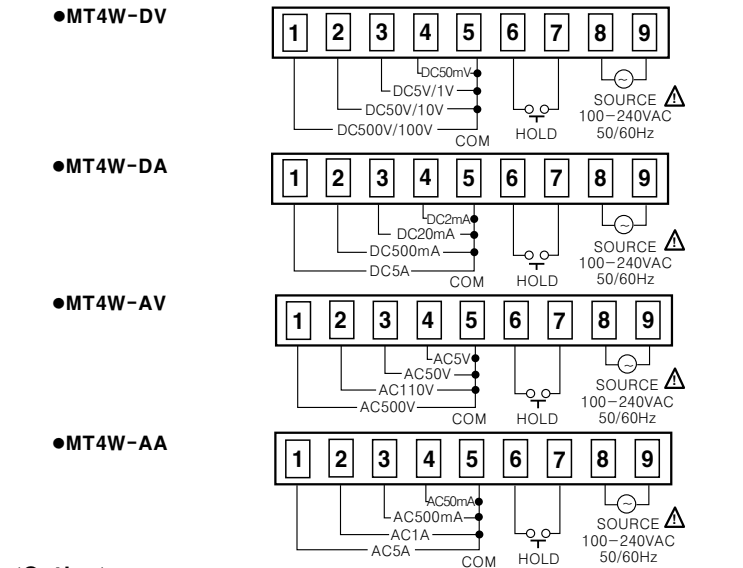 ●MT4W-DV
1 2 3 4 5 6 7 8 9
DC50mV
DC5V/1V
DC50V/10V
DC500V/100V
COM
HOLD
SOURCE ⚠
100-240VAC
50/60Hz
●MT4W-DA
1 2 3 4 5 6 7 8 9
DC2mA
DC20mA
DC500mA
DC5A
COM
HOLD
SOURCE ⚠
100-240VAC
50/60Hz
●MT4W-AV
1 2 3 4 5 6 7 8 9
AC5V
AC50V
AC110V
AC500V
COM
HOLD
SOURCE ⚠
100-240VAC
50/60Hz
●MT4W-AA
1 2 3 4 5 6 7 8 9
AC50mA
AC500mA
AC1A
AC5A
COM
HOLD
SOURCE ⚠
100-240VAC
50/60Hz